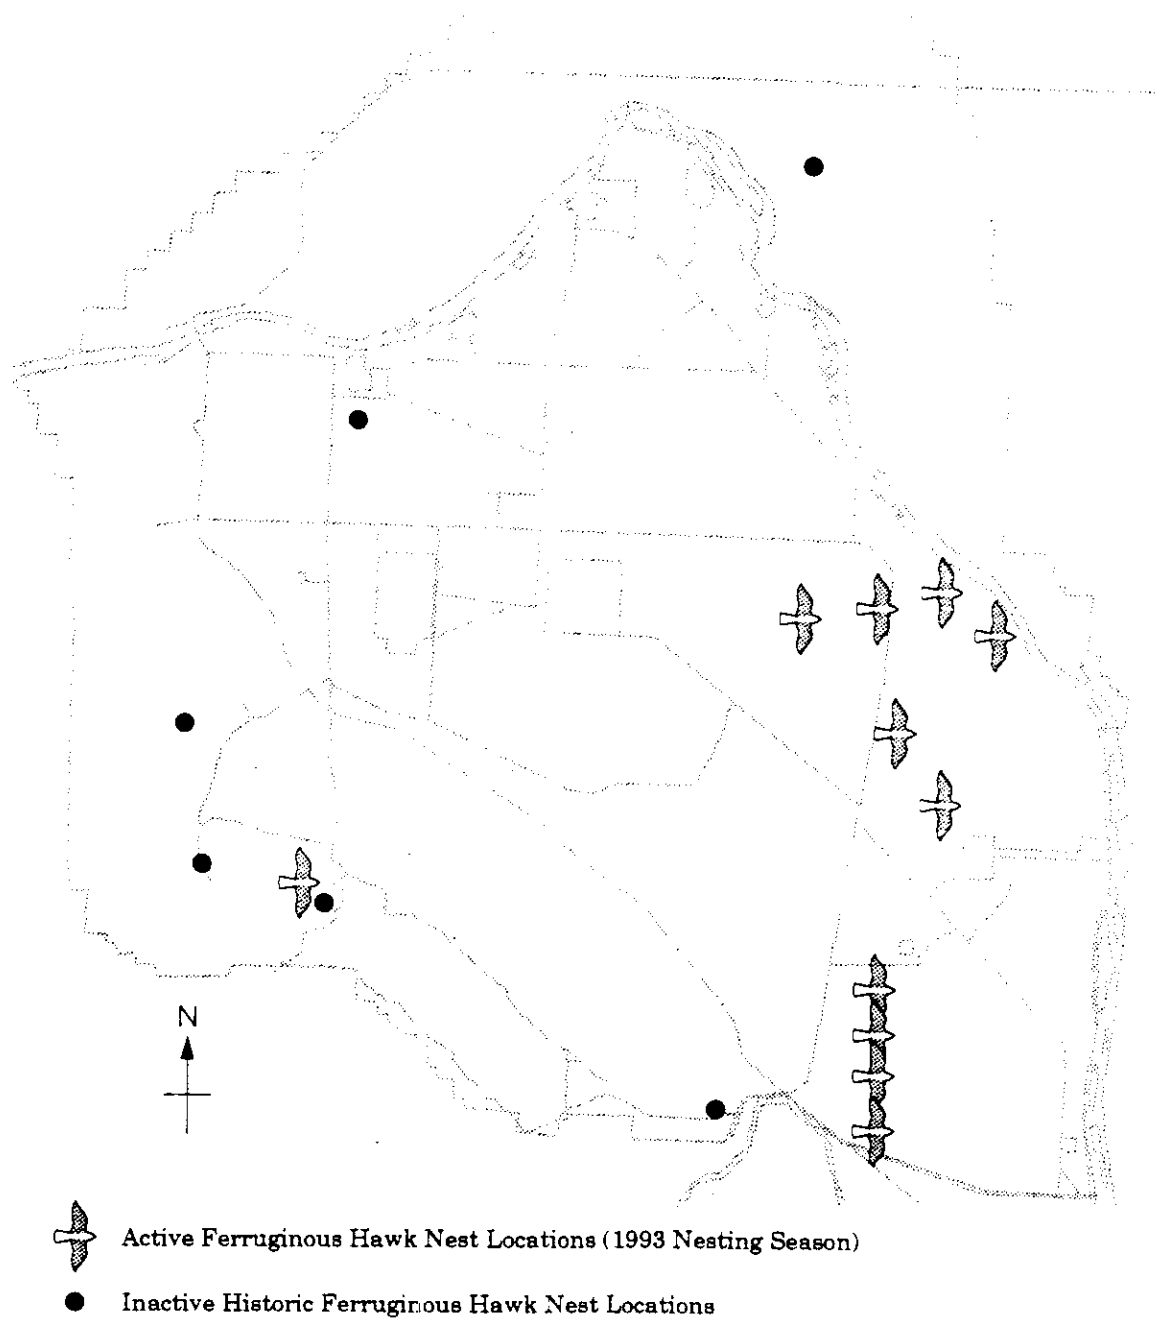 N
Active Ferruginous Hawk Nest Locations (1993 Nesting Season)
Inactive Historic Ferruginous Hawk Nest Locations